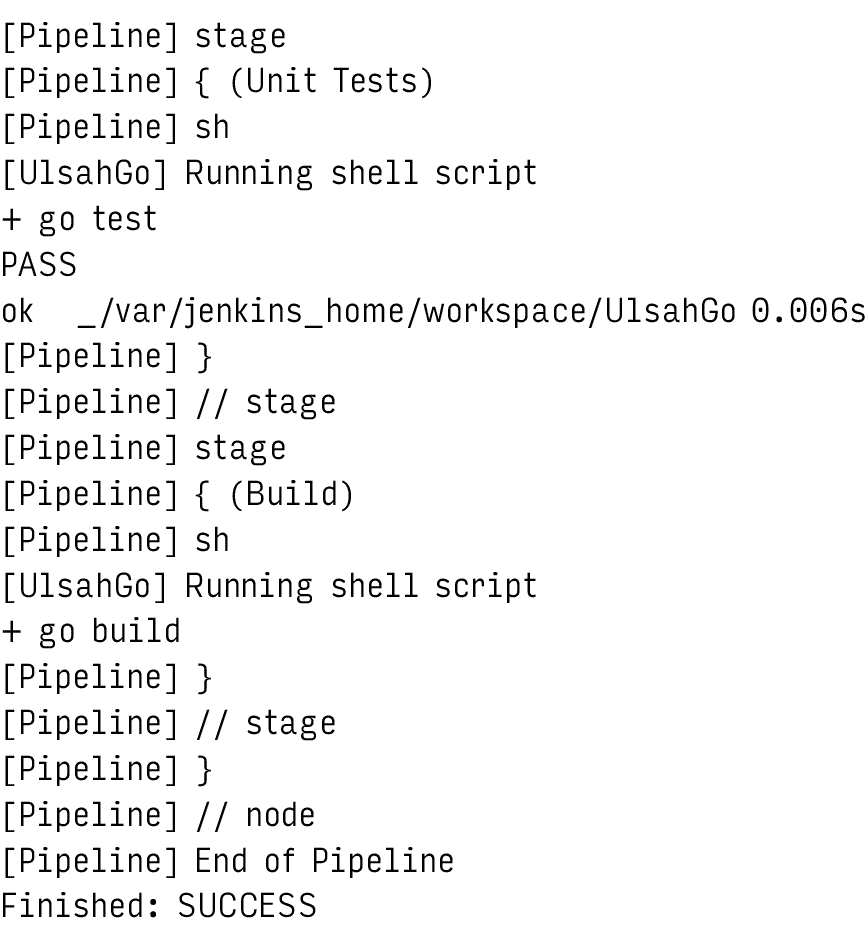 [Pipeline] stage
[Pipeline] { (Unit Tests)
[Pipeline] sh
[UlsahGo] Running shell script
+ go test
PASS
ok  _/var/jenkins_home/workspace/UlsahGo 0.006s
[Pipeline] }
[Pipeline] // stage
[Pipeline] stage
[Pipeline] { (Build)
[Pipeline] sh
[UlsahGo] Running shell script
+ go build
[Pipeline] }
[Pipeline] // stage
[Pipeline] }
[Pipeline] // node
[Pipeline] End of Pipeline
Finished: SUCCESS